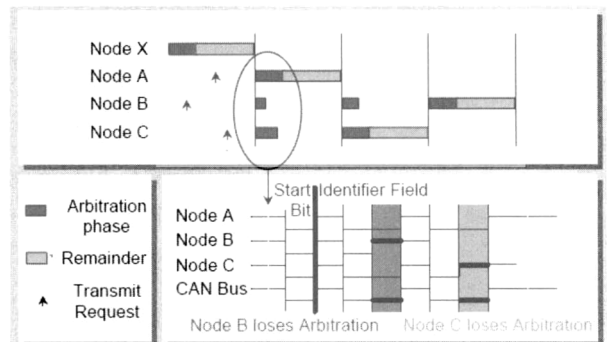 Node X
Node A
Node B
Node C
Arbitration phase
Remainder
Transmit Request
Start Bit
Identifier Field
Node A
Node B
Node C
CAN Bus
Node B loses Arbitration
Node C loses Arbitration